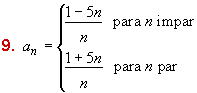 9. aₙ = { (1 − 5n)/n para n impar
(1 + 5n)/n para n par